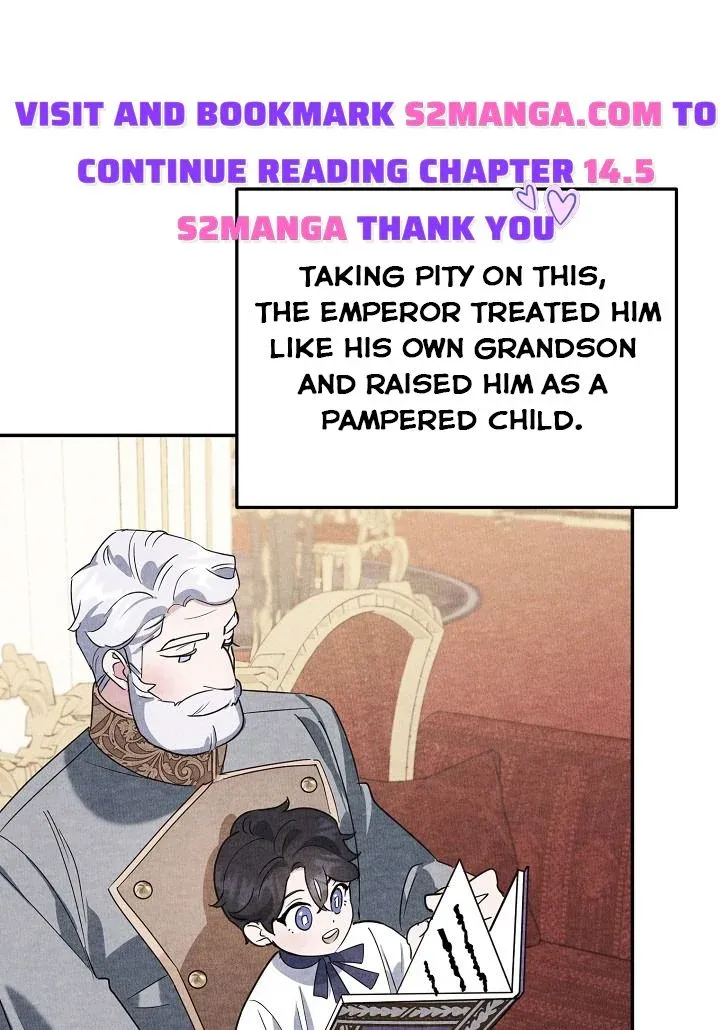 VISIT AND BOOKMARK S2MANGA.COM TO
CONTINUE READING CHAPTER 14.5
S2MANGA THANK YOU
TAKING PITY ON THIS,
THE EMPEROR TREATED HIM
LIKE HIS OWN GRANDSON
AND RAISED HIM AS A
PAMPERED CHILD.